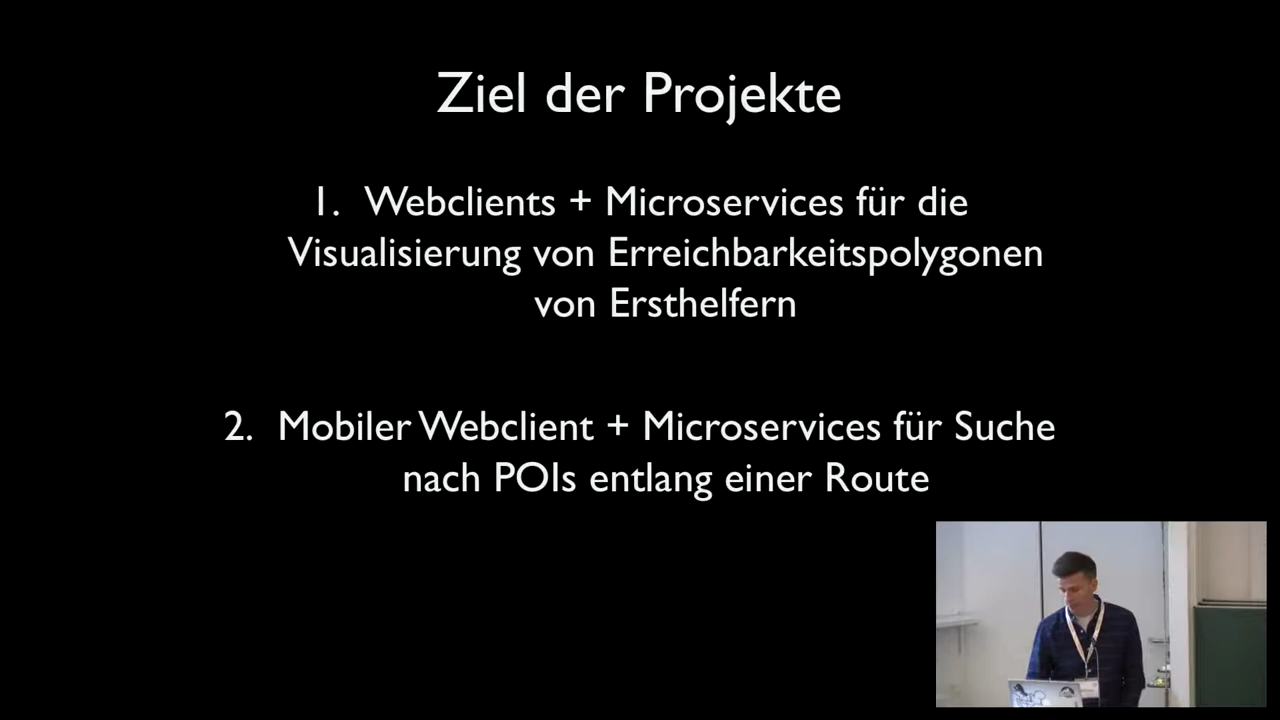 Ziel der Projekte
1. Webclients + Microservices für die
Visualisierung von Erreichbarkeitspolygonen
von Ersthelfern
2. Mobiler Webclient + Microservices für Suche
nach POIs entlang einer Route